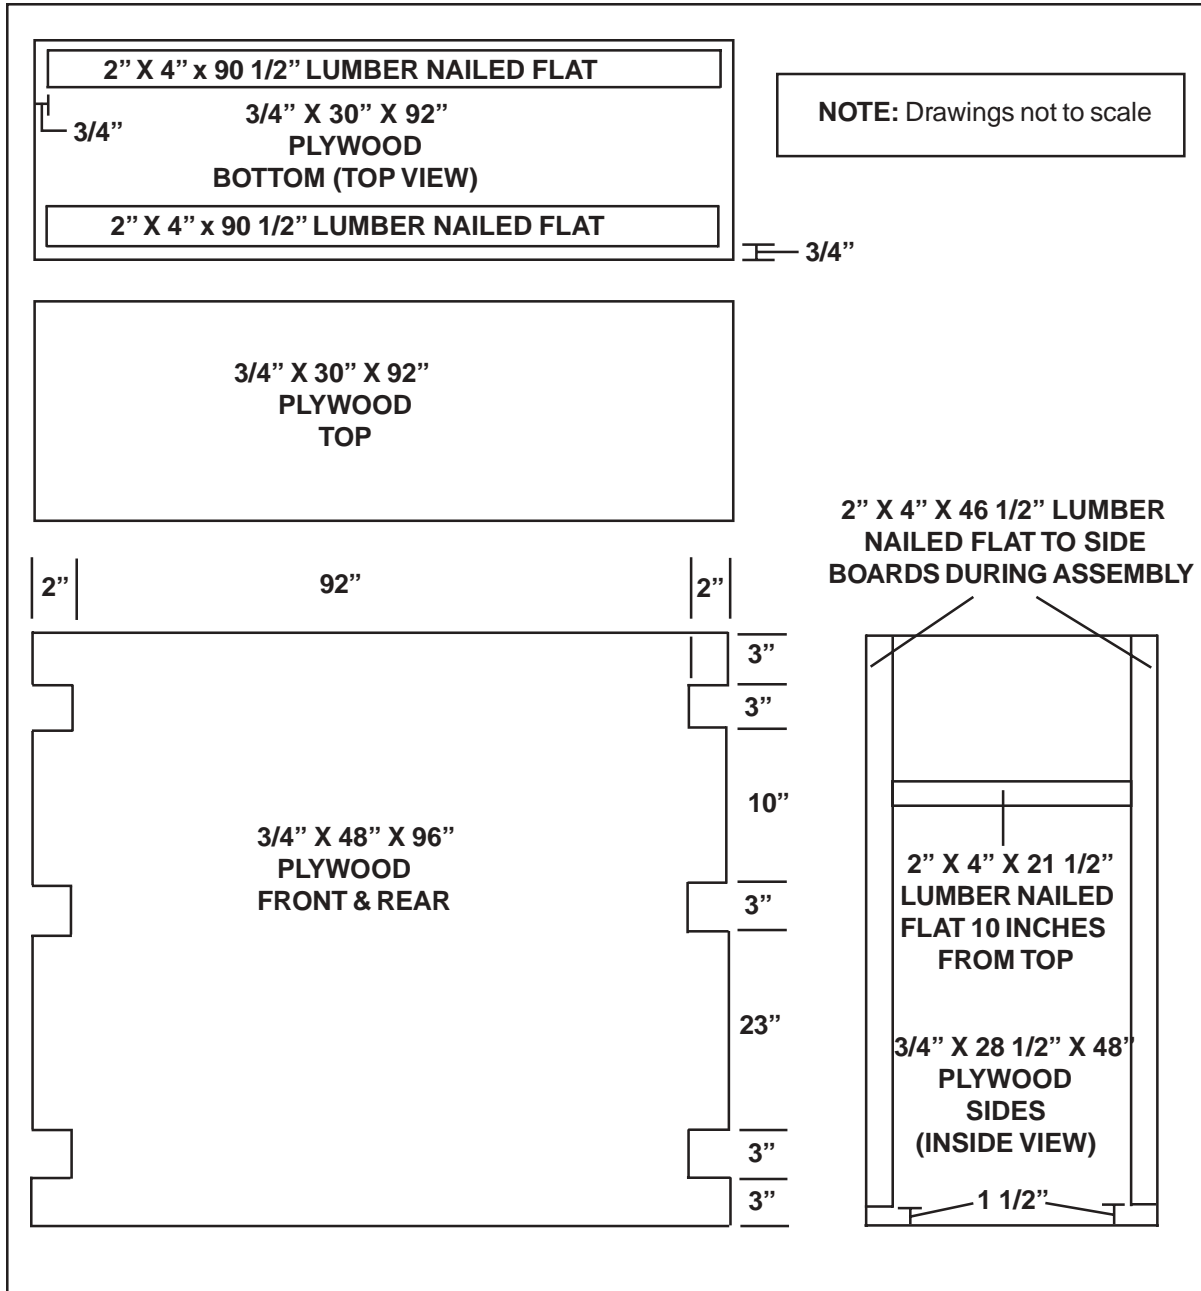 2” X 4” x 90 1/2” LUMBER NAILED FLAT
3/4”
3/4” X 30” X 92”
PLYWOOD
BOTTOM (TOP VIEW)
2” X 4” x 90 1/2” LUMBER NAILED FLAT
3/4”
NOTE: Drawings not to scale
3/4” X 30” X 92”
PLYWOOD
TOP
2”
92”
2”
3”
3”
10”
3”
23”
3”
3”
3/4” X 48” X 96”
PLYWOOD
FRONT & REAR
2” X 4” X 46 1/2” LUMBER
NAILED FLAT TO SIDE
BOARDS DURING ASSEMBLY
2” X 4” X 21 1/2”
LUMBER NAILED
FLAT 10 INCHES
FROM TOP
3/4” X 28 1/2” X 48”
PLYWOOD
SIDES
(INSIDE VIEW)
1 1/2”